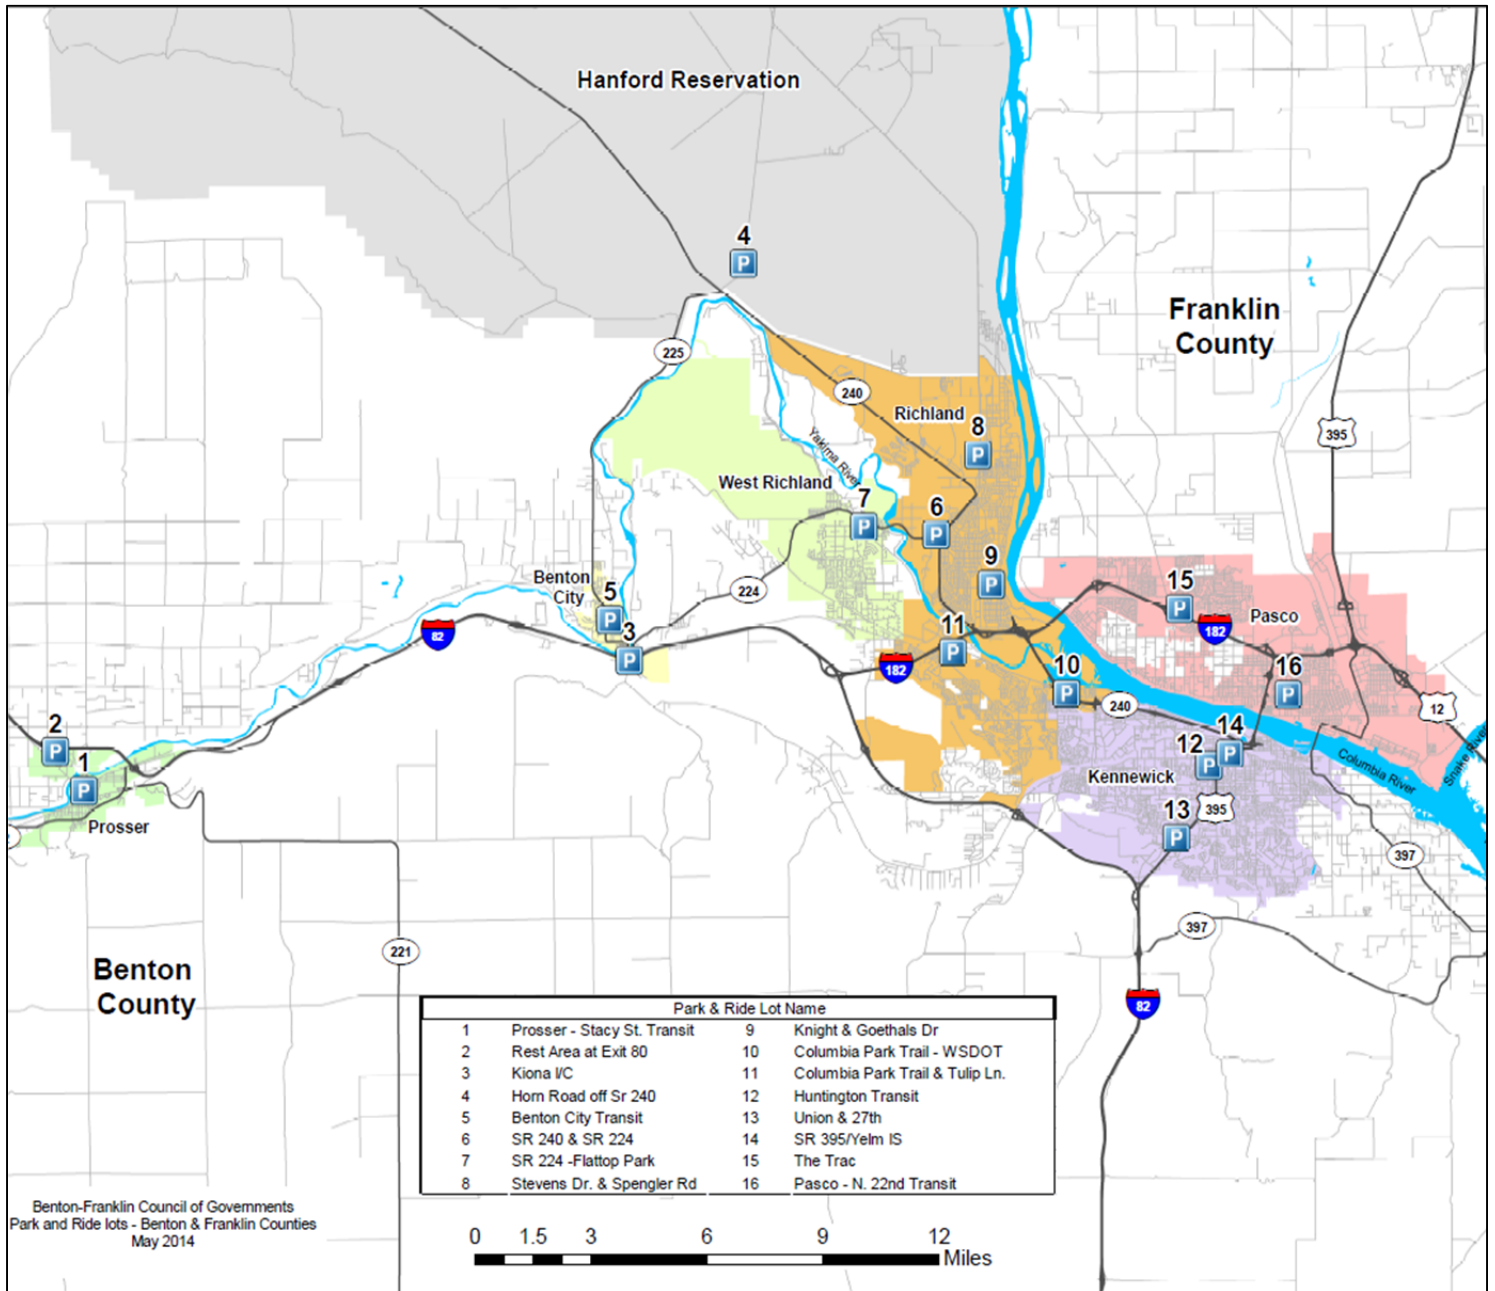 Hanford Reservation
4
P
Franklin
County
225
240
Richland
8
P
395
Yakima River
West Richland
7
P
6
P
9
P
Benton
City
5
P
224
15
P
Pasco
182
82
3
P
11
P
182
10
P
16
P
240
12
2
P
1
P
14
P
12
P
Snake River
Columbia River
Kennewick
395
13
P
Prosser
397
397
221
Benton
County
82
Park & Ride Lot Name
1 Prosser - Stacy St. Transit 9 Knight & Goethals Dr
2 Rest Area at Exit 80 10 Columbia Park Trail - WSDOT
3 Kiona I/C 11 Columbia Park Trail & Tulip Ln.
4 Horn Road off Sr 240 12 Huntington Transit
5 Benton City Transit 13 Union & 27th
6 SR 240 & SR 224 14 SR 395/Yelm IS
7 SR 224 -Flattop Park 15 The Trac
8 Stevens Dr. & Spengler Rd 16 Pasco - N. 22nd Transit
Benton-Franklin Council of Governments
Park and Ride lots - Benton & Franklin Counties
May 2014
0 1.5 3 6 9 12
Miles